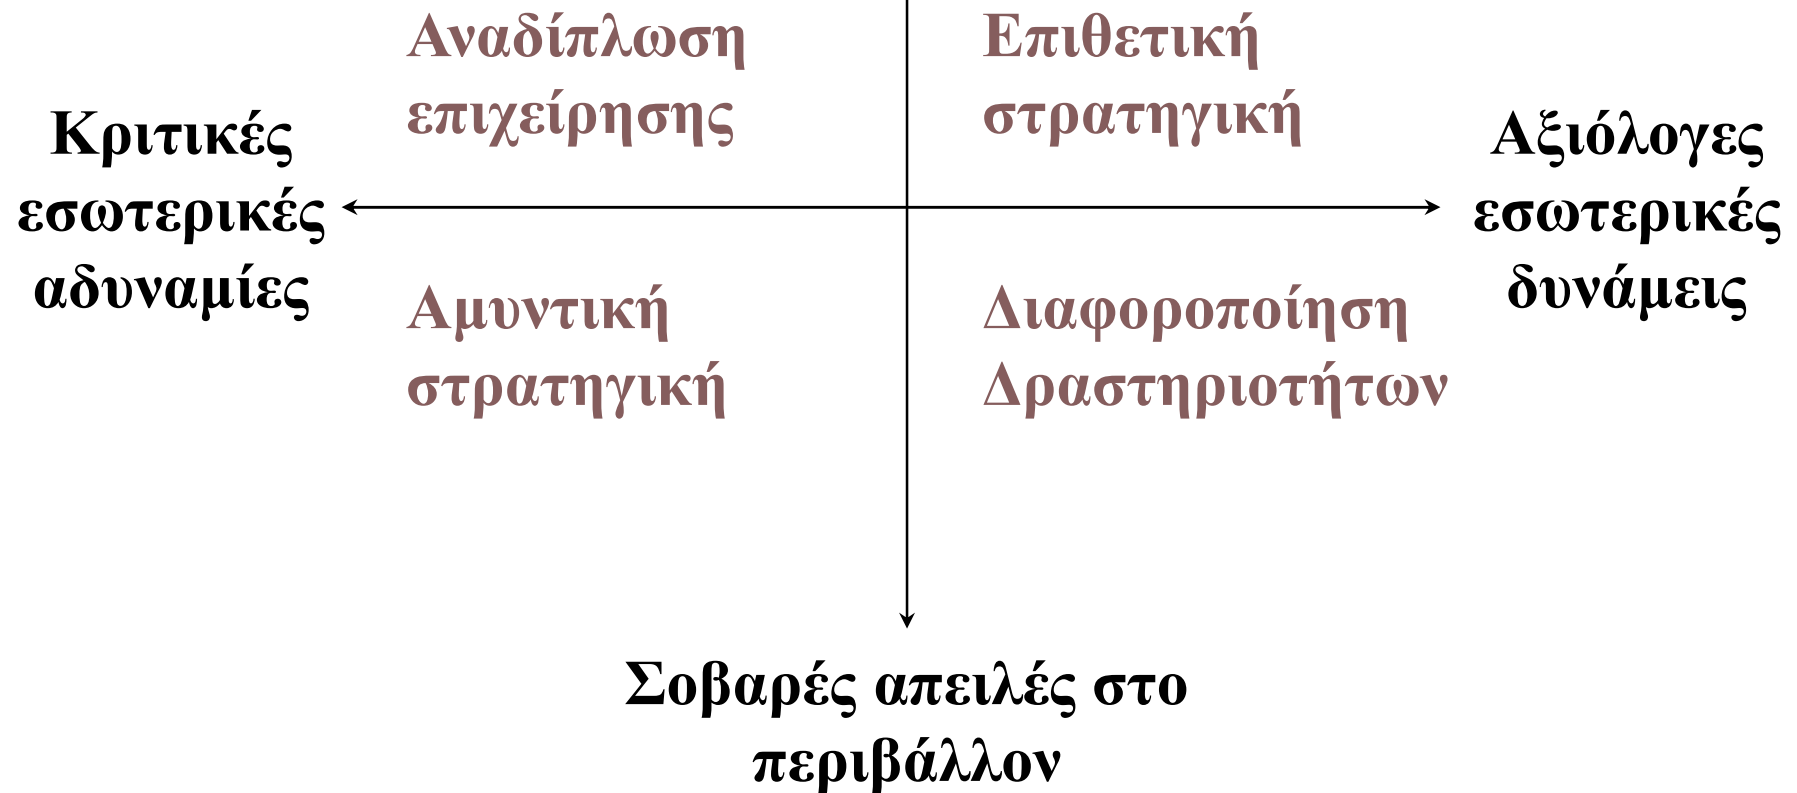 Αναδίπλωση
επιχείρησης
Επιθετική
στρατηγική
Κριτικές
εσωτερικές
αδυναμίες
Αξιόλογες
εσωτερικές
δυνάμεις
Αμυντική
στρατηγική
Διαφοροποίηση
Δραστηριοτήτων
Σοβαρές απειλές στο
περιβάλλον